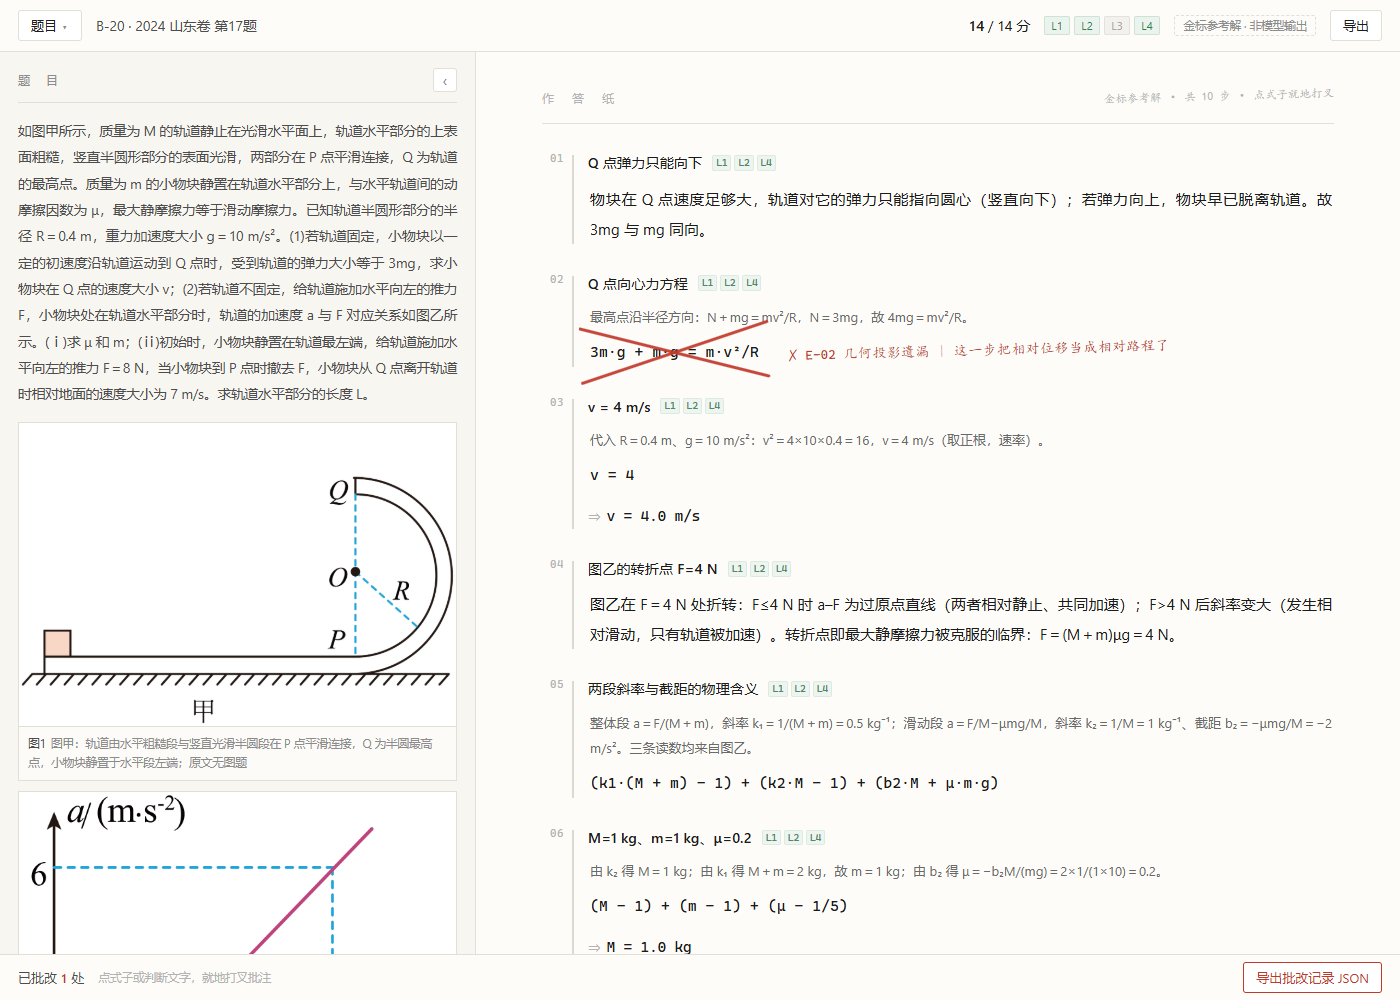 题目
B-20 · 2024 山东卷 第17题
14 / 14 分
L1 L2 L3 L4
金标参考解 · 非模型输出
导出
题 目
如图甲所示，质量为 M 的轨道静止在光滑水平面上，轨道水平部分的上表
面粗糙，竖直半圆形部分的表面光滑，两部分在 P 点平滑连接，Q 为轨道
的最高点。质量为 m 的小物块静置在轨道水平部分上，与水平轨道间的动
摩擦因数为 μ，最大静摩擦力等于滑动摩擦力。已知轨道半圆形部分的半
径 R＝0.4 m，重力加速度大小 g＝10 m/s²。(1)若轨道固定，小物块以一
定的初速度沿轨道运动到 Q 点时，受到轨道的弹力大小等于 3mg，求小
物块在 Q 点的速度大小 v；(2)若轨道不固定，给轨道施加水平向左的推力
F，小物块处在轨道水平部分时，轨道的加速度 a 与 F 对应关系如图乙所
示。(ⅰ)求 μ 和 m；(ⅱ)初始时，小物块静置在轨道最左端，给轨道施加水
平向左的推力 F＝8 N，当小物块到 P 点时撤去 F，小物块从 Q 点离开轨道
时相对地面的速度大小为 7 m/s。求轨道水平部分的长度 L。
Q
O
R
P
甲
图1 图甲：轨道由水平粗糙段与竖直光滑半圆段在 P 点平滑连接，Q 为半圆最高
点，小物块静置于水平段左端；原文无图题
a/ (m·s⁻²)
6
作 答 纸
金标参考解 • 共 10 步 • 点式子就地打叉
01
Q 点弹力只能向下 L1 L2 L4
物块在 Q 点速度足够大，轨道对它的弹力只能指向圆心（竖直向下）；若弹力向上，物块早已脱离轨道。故
3mg 与 mg 同向。
02
Q 点向心力方程 L1 L2 L4
最高点沿半径方向：N＋mg＝mv²/R，N＝3mg，故 4mg＝mv²/R。
3m·g + m·g = m·v²/R
╳ E-02 几何投影遗漏 | 这一步把相对位移当成相对路程了
03
v = 4 m/s L1 L2 L4
代入 R＝0.4 m、g＝10 m/s²：v²＝4×10×0.4＝16，v＝4 m/s（取正根，速率）。
v = 4
⇒ v = 4.0 m/s
04
图乙的转折点 F=4 N L1 L2 L4
图乙在 F＝4 N 处折转：F≤4 N 时 a–F 为过原点直线（两者相对静止、共同加速）；F>4 N 后斜率变大（发生相
对滑动，只有轨道被加速）。转折点即最大静摩擦力被克服的临界：F＝(M＋m)μg＝4 N。
05
两段斜率与截距的物理含义 L1 L2 L4
整体段 a＝F/(M＋m)，斜率 k₁＝1/(M＋m)＝0.5 kg⁻¹；滑动段 a＝F/M−μmg/M，斜率 k₂＝1/M＝1 kg⁻¹、截距 b₂＝−μmg/M＝−2
m/s²。三条读数均来自图乙。
(k1·(M + m) − 1) + (k2·M − 1) + (b2·M + μ·m·g)
06
M=1 kg、m=1 kg、μ=0.2 L1 L2 L4
由 k₂ 得 M＝1 kg；由 k₁ 得 M＋m＝2 kg，故 m＝1 kg；由 b₂ 得 μ＝−b₂M/(mg)＝2×1/(1×10)＝0.2。
(M − 1) + (m − 1) + (μ − 1/5)
⇒ M = 1.0 kg
已批改 1 处
点式子或判断文字，就地打叉批注
导出批改记录 JSON